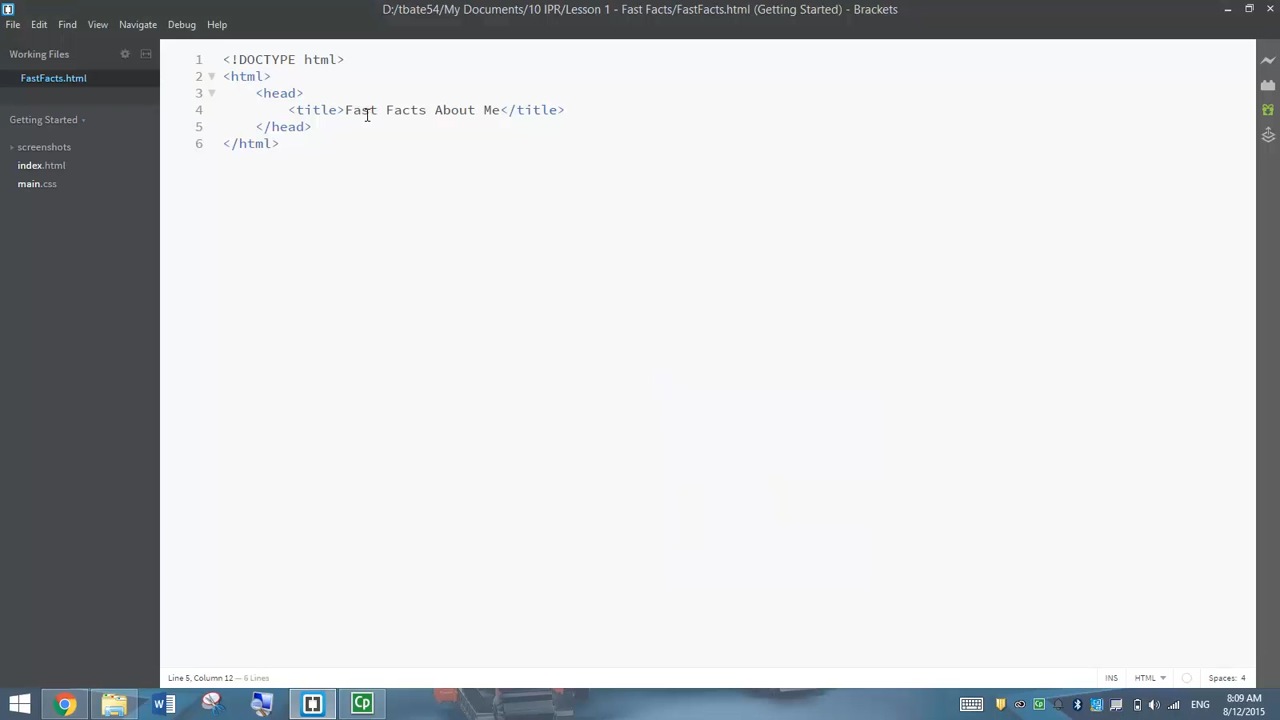 D:/tbate54/My Documents/10 IPR/Lesson 1 - Fast Facts/FastFacts.html (Getting Started) - Brackets
File Edit Find View Navigate Debug Help
Working Files
FastFacts.html
Getting Started
screenshots
index.html
main.css
1 <!DOCTYPE html>
2 <html>
3 <head>
4 <title>Fast Facts About Me</title>
5 </head>
6 </html>
Line 5, Column 12 — 6 Lines
INS HTML Spaces: 4
Cp
ENG
8:09 AM
8/12/2015